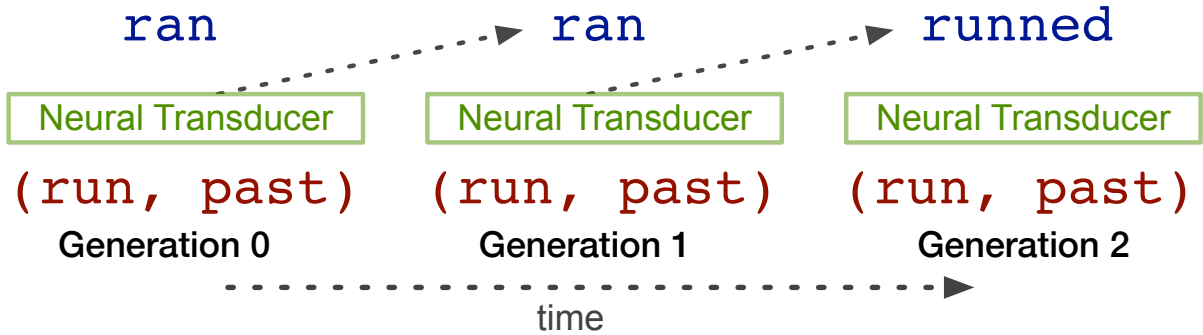 ran ran runned
Neural Transducer Neural Transducer Neural Transducer
(run, past) (run, past) (run, past)
Generation 0 Generation 1 Generation 2
time